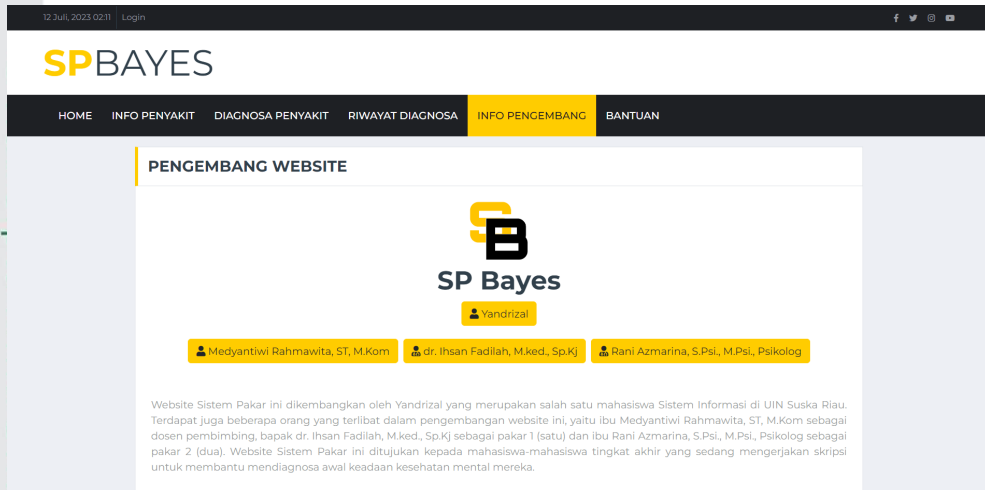 12 Juli, 2023 02:11 Login
SPBAYES
HOME INFO PENYAKIT DIAGNOSA PENYAKIT RIWAYAT DIAGNOSA INFO PENGEMBANG BANTUAN
PENGEMBANG WEBSITE
SB
SP Bayes
Yandrizal
Medyantiwi Rahmawita, ST, M.Kom dr. Ihsan Fadilah, M.ked., Sp.Kj Rani Azmarina, S.Psi., M.Psi., Psikolog
Website Sistem Pakar ini dikembangkan oleh Yandrizal yang merupakan salah satu mahasiswa Sistem Informasi di UIN Suska Riau.
Terdapat juga beberapa orang yang terlibat dalam pengembangan website ini, yaitu ibu Medyantiwi Rahmawita, ST, M.Kom sebagai
dosen pembimbing, bapak dr. Ihsan Fadilah, M.ked., Sp.Kj sebagai pakar 1 (satu) dan ibu Rani Azmarina, S.Psi., M.Psi., Psikolog sebagai
pakar 2 (dua). Website Sistem Pakar ini ditujukan kepada mahasiswa-mahasiswa tingkat akhir yang sedang mengerjakan skripsi
untuk membantu mendiagnosa awal keadaan kesehatan mental mereka.